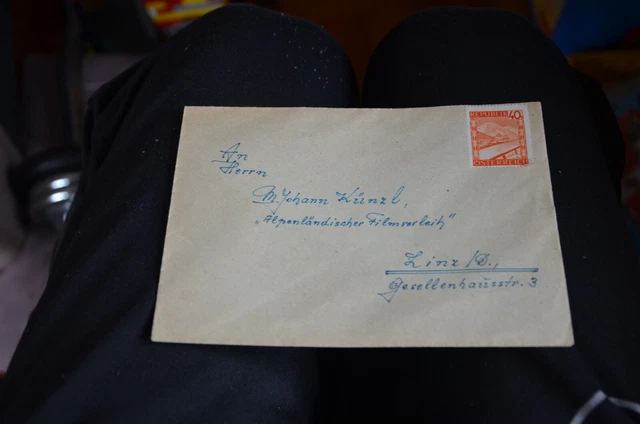 REPUBLIK 40
ÖSTERREICH
An
Herrn
M. Johann Künzl,
„Alpenländischer Filmverleih"
Linz /D.,
Gesellenhausstr. 3